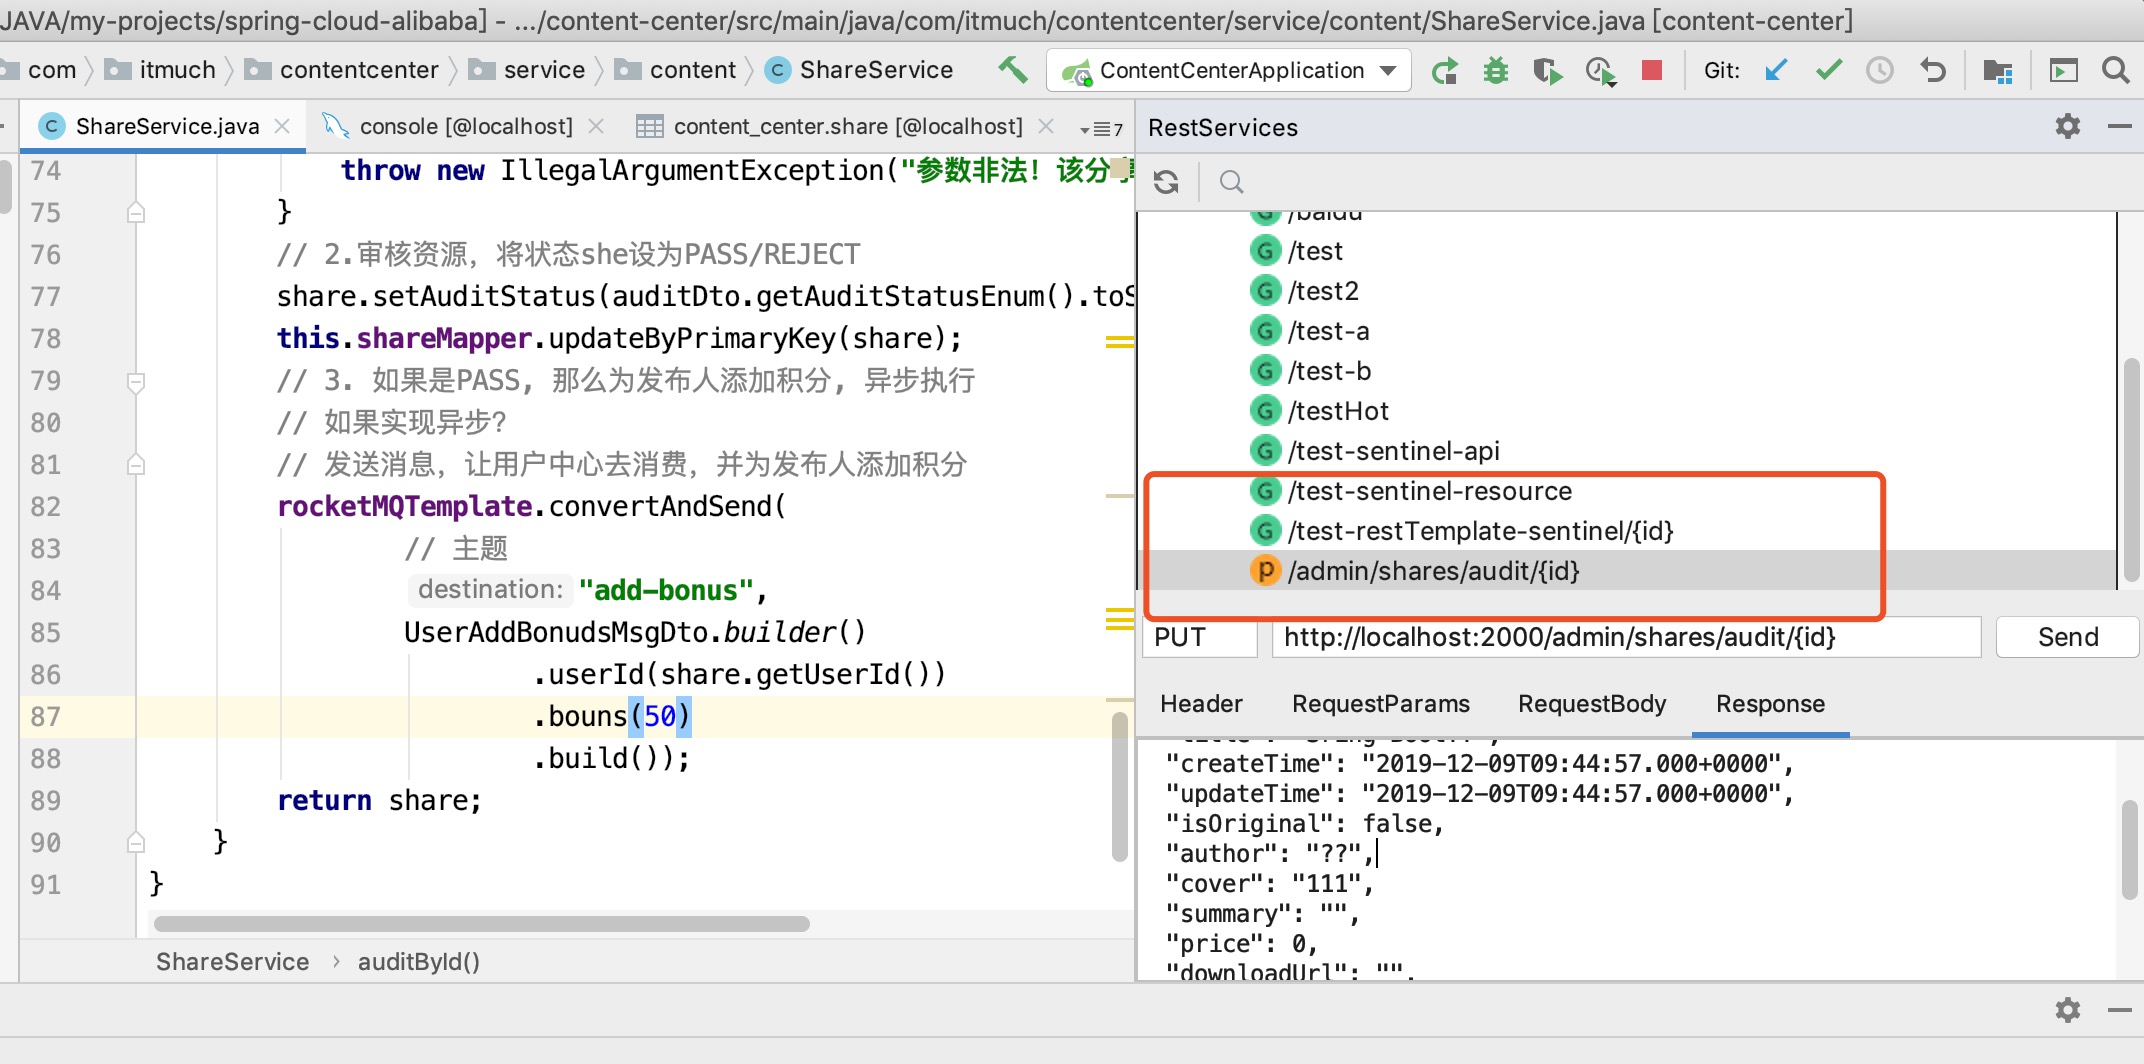 JAVA/my-projects/spring-cloud-alibaba] - .../content-center/src/main/java/com/itmuch/contentcenter/service/content/ShareService.java [content-center]
com itmuch contentcenter service content ShareService ContentCenterApplication Git:
ShareService.java console [@localhost] content_center.share [@localhost] 7
74 throw new IllegalArgumentException("参数非法！该分享
75 }
76 // 2.审核资源，将状态she设为PASS/REJECT
77 share.setAuditStatus(auditDto.getAuditStatusEnum().toS
78 this.shareMapper.updateByPrimaryKey(share);
79 // 3. 如果是PASS, 那么为发布人添加积分, 异步执行
80 // 如果实现异步?
81 // 发送消息，让用户中心去消费，并为发布人添加积分
82 rocketMQTemplate.convertAndSend(
83 // 主题
84 destination: "add-bonus",
85 UserAddBonudsMsgDto.builder()
86 .userId(share.getUserId())
87 .bouns(50)
88 .build());
89 return share;
90 }
91 }
ShareService › auditById()
RestServices
/baidu
/test
/test2
/test-a
/test-b
/testHot
/test-sentinel-api
/test-sentinel-resource
/test-restTemplate-sentinel/{id}
/admin/shares/audit/{id}
PUT http://localhost:2000/admin/shares/audit/{id} Send
Header RequestParams RequestBody Response
"createTime": "2019-12-09T09:44:57.000+0000",
"updateTime": "2019-12-09T09:44:57.000+0000",
"isOriginal": false,
"author": "??",
"cover": "111",
"summary": "",
"price": 0,
"downloadUrl": "",